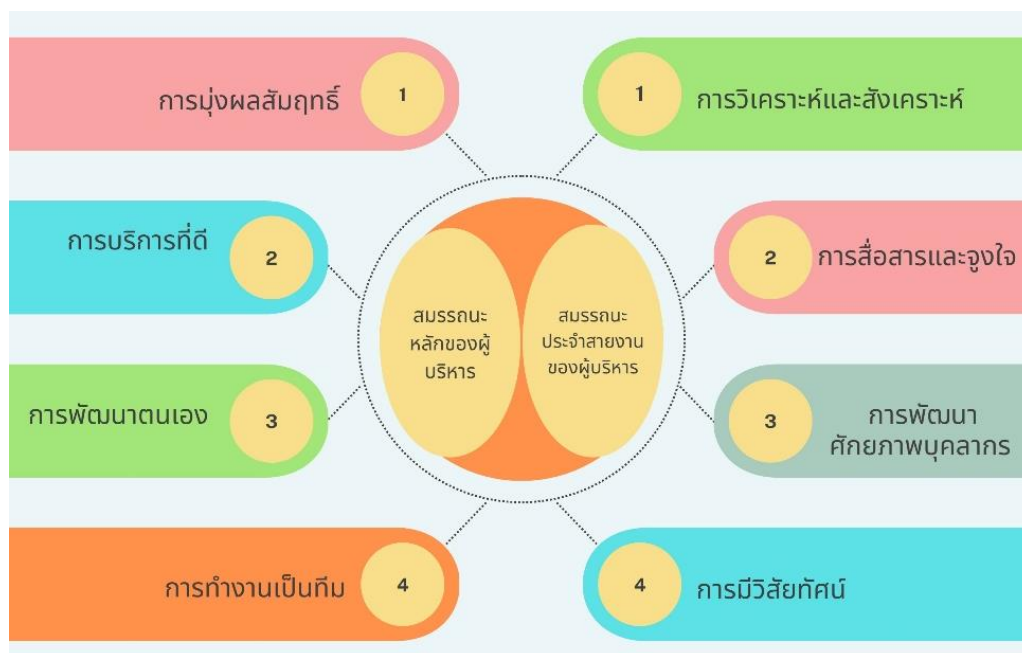 การมุ่งผลสัมฤทธิ์
1
การบริการที่ดี
2
การพัฒนาตนเอง
3
การทำงานเป็นทีม
4
สมรรถนะ
หลักของผู้
บริหาร
สมรรถนะ
ประจำสายงาน
ของผู้บริหาร
1
การวิเคราะห์และสังเคราะห์
2
การสื่อสารและจูงใจ
3
การพัฒนา
ศักยภาพบุคลากร
4
การมีวิสัยทัศน์